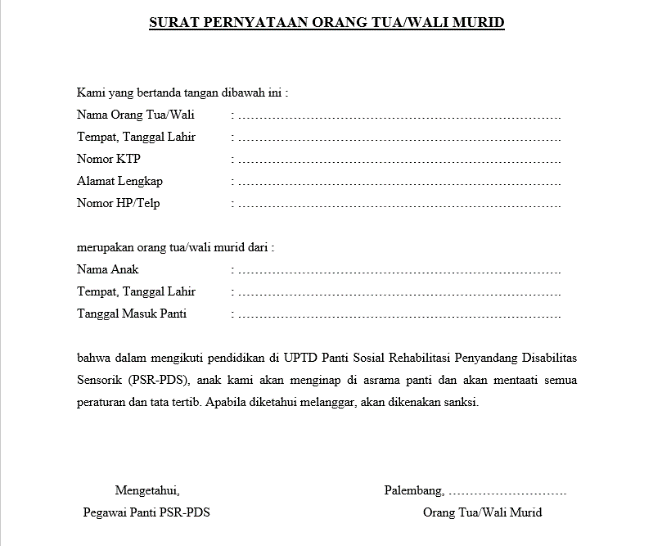 SURAT PERNYATAAN ORANG TUA/WALI MURID
Kami yang bertanda tangan dibawah ini :
Nama Orang Tua/Wali : ……………………………………………………………………….
Tempat, Tanggal Lahir : ……………………………………………………………………….
Nomor KTP : ……………………………………………………………………….
Alamat Lengkap : ……………………………………………………………………….
Nomor HP/Telp : ……………………………………………………………………….
merupakan orang tua/wali murid dari :
Nama Anak : ……………………………………………………………………….
Tempat, Tanggal Lahir : ……………………………………………………………………….
Tanggal Masuk Panti : ……………………………………………………………………….
bahwa dalam mengikuti pendidikan di UPTD Panti Sosial Rehabilitasi Penyandang Disabilitas
Sensorik (PSR-PDS), anak kami akan menginap di asrama panti dan akan mentaati semua
peraturan dan tata tertib. Apabila diketahui melanggar, akan dikenakan sanksi.
Mengetahui, Palembang, …………………………
Pegawai Panti PSR-PDS Orang Tua/Wali Murid